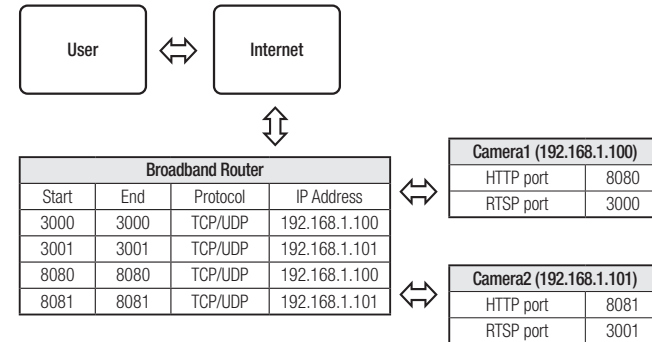 User
Internet
Broadband Router
Start End Protocol IP Address
3000 3000 TCP/UDP 192.168.1.100
3001 3001 TCP/UDP 192.168.1.101
8080 8080 TCP/UDP 192.168.1.100
8081 8081 TCP/UDP 192.168.1.101
Camera1 (192.168.1.100)
HTTP port 8080
RTSP port 3000
Camera2 (192.168.1.101)
HTTP port 8081
RTSP port 3001